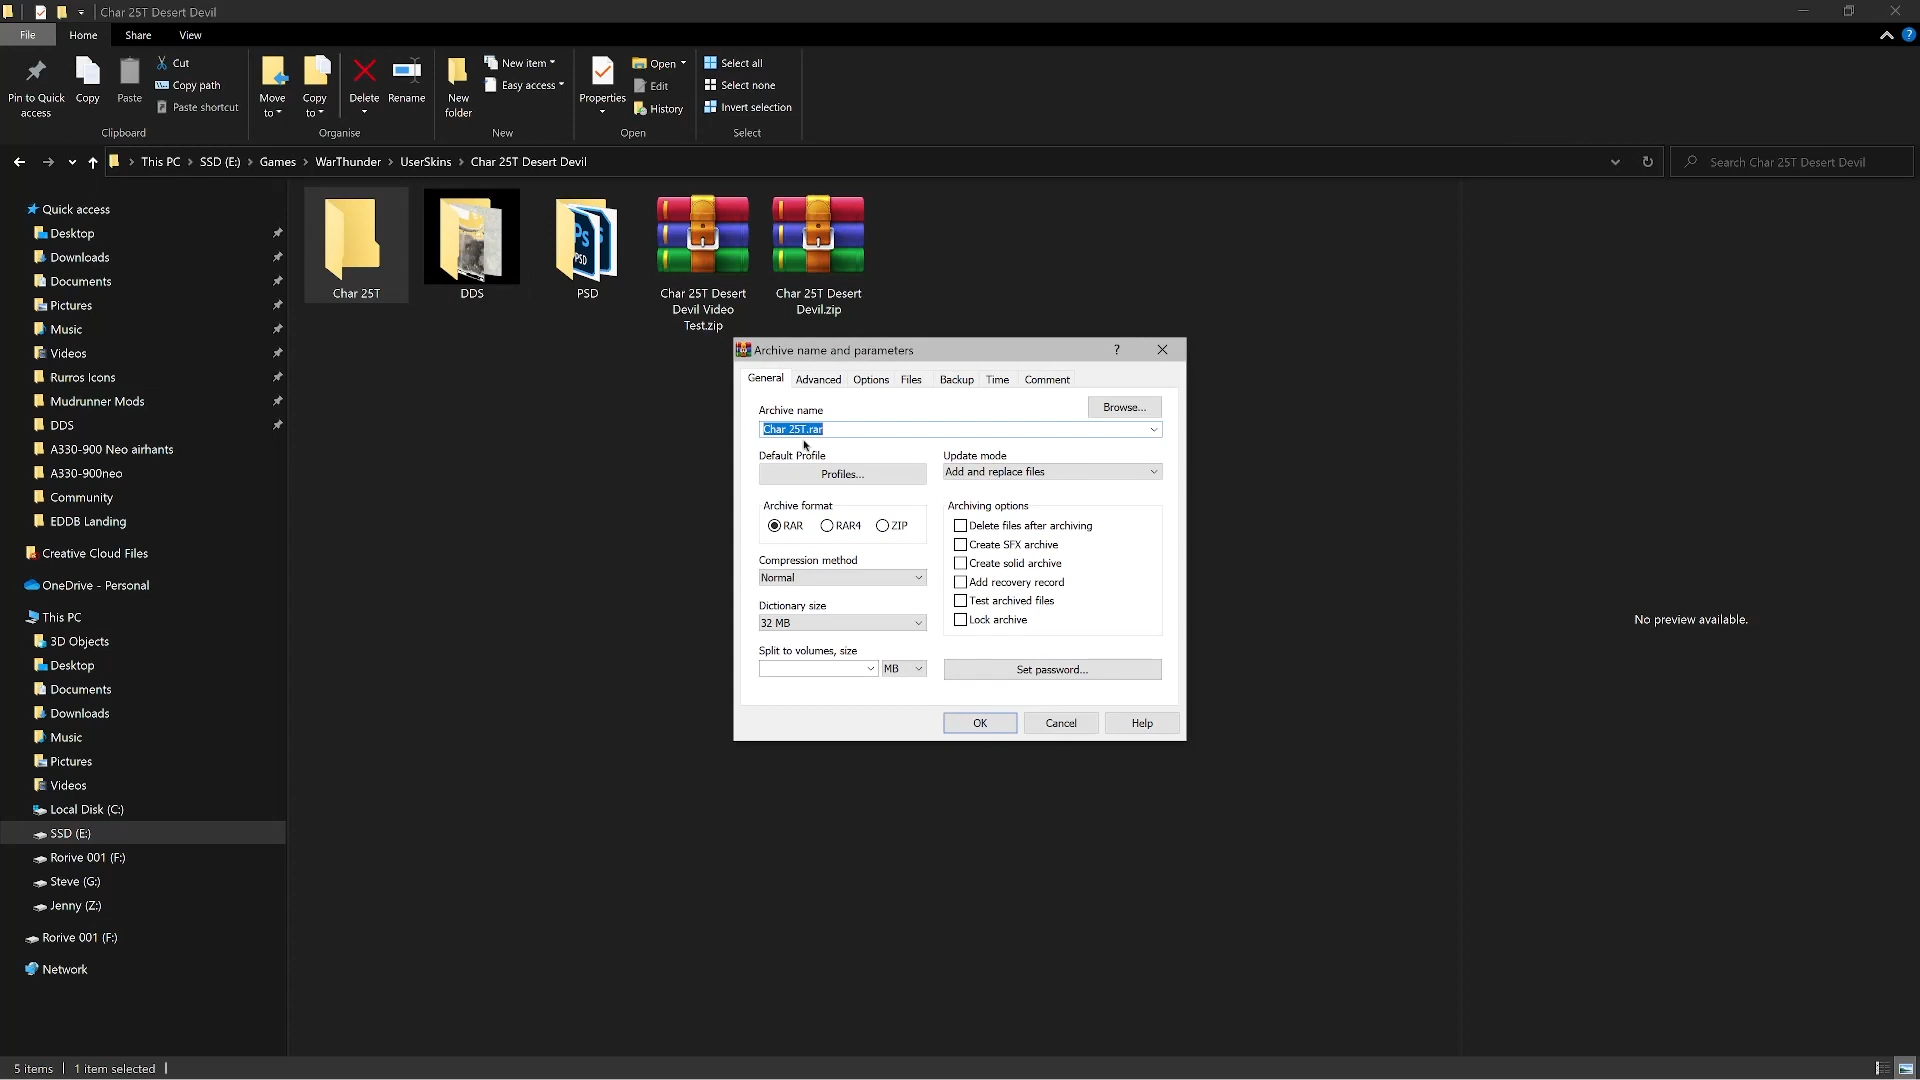 Char 25T Desert Devil
File
Home
Share
View
Pin to Quick access
Copy
Paste
Cut
Copy path
Paste shortcut
Clipboard
Move to
Copy to
Delete
Rename
Organise
New folder
New item
Easy access
New
Properties
Open
Edit
History
Open
Select all
Select none
Invert selection
Select
This PC > SSD (E:) > Games > WarThunder > UserSkins > Char 25T Desert Devil
Search Char 25T Desert Devil
Quick access
Desktop
Downloads
Documents
Pictures
Music
Videos
Rurros Icons
Mudrunner Mods
DDS
A330-900 Neo airhants
A330-900neo
Community
EDDB Landing
Creative Cloud Files
OneDrive - Personal
This PC
3D Objects
Desktop
Documents
Downloads
Music
Pictures
Videos
Local Disk (C:)
SSD (E:)
Rorive 001 (F:)
Steve (G:)
Jenny (Z:)
Rorive 001 (F:)
Network
Char 25T
DDS
Ps
PSD
PSD
Char 25T Desert
Devil Video
Test.zip
Char 25T Desert
Devil.zip
Archive name and parameters
?
General
Advanced
Options
Files
Backup
Time
Comment
Archive name
Browse...
Char 25T.rar
Default Profile
Profiles...
Update mode
Add and replace files
Archive format
RAR
RAR4
ZIP
Compression method
Normal
Dictionary size
32 MB
Split to volumes, size
MB
Archiving options
Delete files after archiving
Create SFX archive
Create solid archive
Add recovery record
Test archived files
Lock archive
Set password...
OK
Cancel
Help
No preview available.
5 items
1 item selected